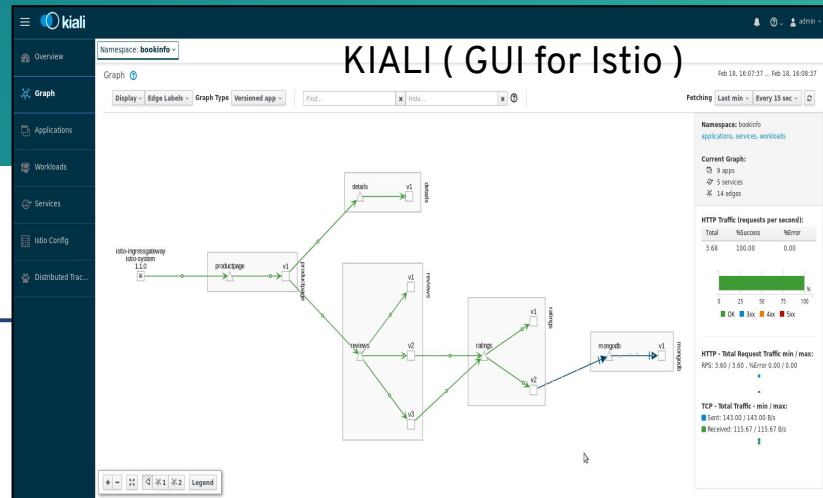 kiali
admin
Overview
Graph
Applications
Workloads
Services
Istio Config
Distributed Trac...
Namespace: bookinfo
KIALI ( GUI for Istio )
Graph
Feb 18, 16:07:37 ... Feb 18, 16:08:37
Display Edge Labels Graph Type Versioned app Find... x Hide... x
Fetching Last min Every 15 sec
istio-ingressgateway
istio-system
1.1.0
productpage
v1
productpage
details
v1
details
reviews
v1
v2
v3
reviews
ratings
v1
v2
ratings
mongodb
v1
mongodb
+ - 1 2 Legend
Namespace: bookinfo
applications, services, workloads
Current Graph:
9 apps
5 services
14 edges
HTTP Traffic (requests per second):
Total %Success %Error
3.68 100.00 0.00
%
0 25 50 75 100
OK 3xx 4xx 5xx
HTTP - Total Request Traffic min / max:
RPS: 3.60 / 3.60 , %Error 0.00 / 0.00
TCP - Total Traffic - min / max:
Sent: 143.00 / 143.00 B/s
Received: 115.67 / 115.67 B/s